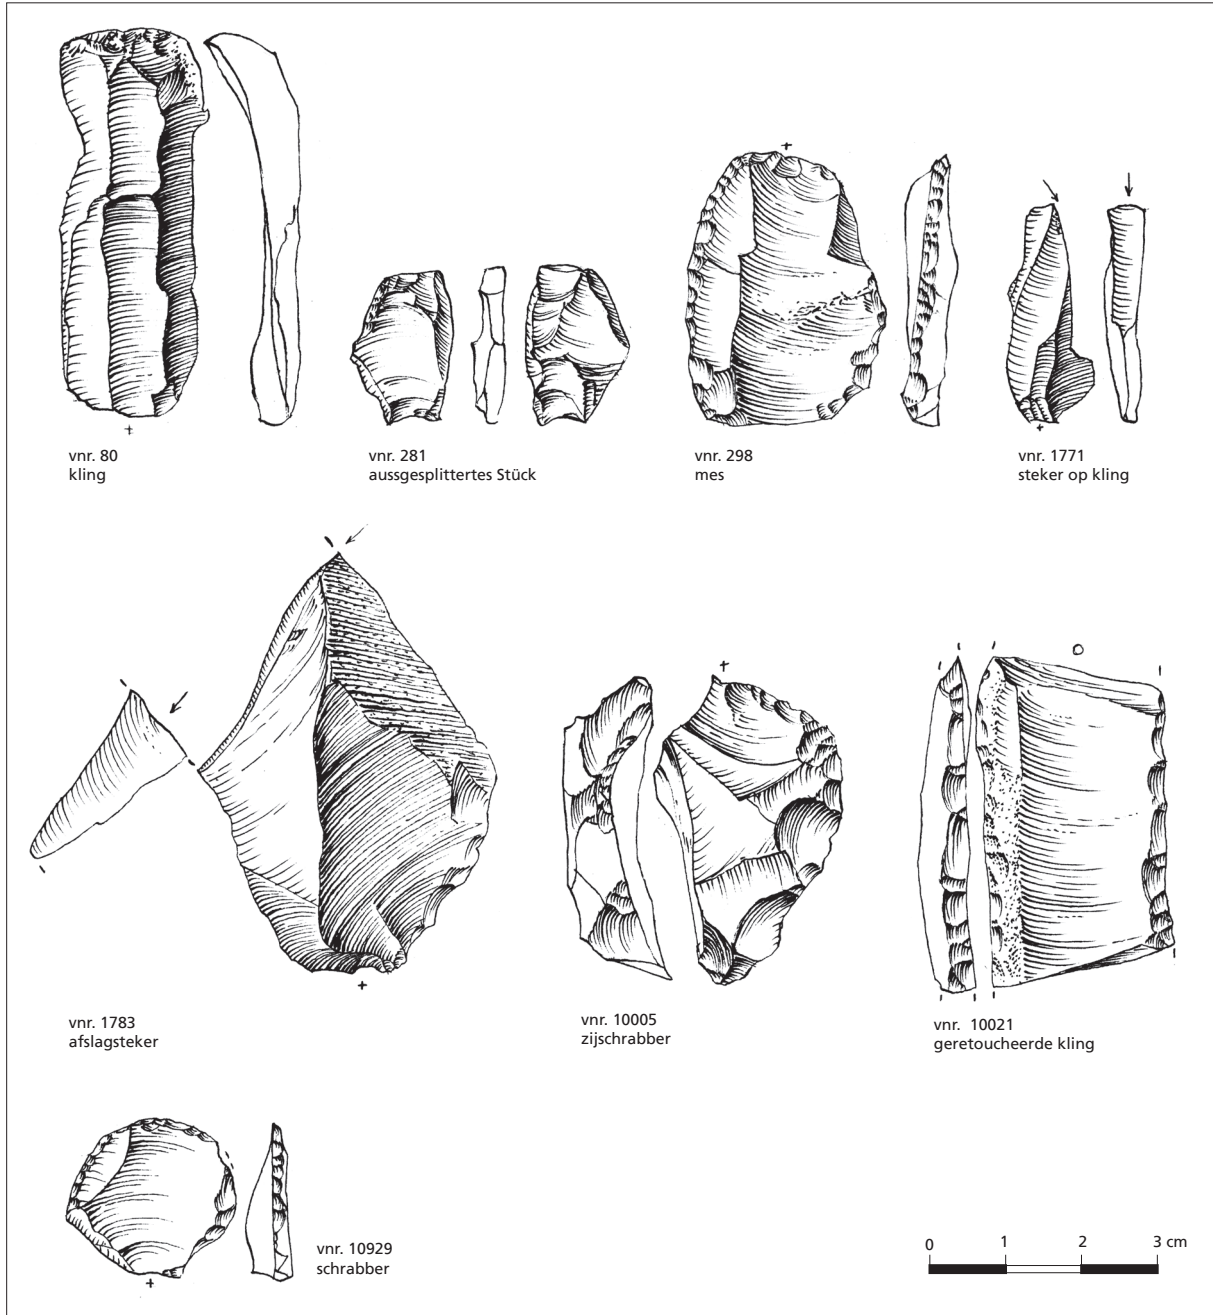 vnr. 80
kling
vnr. 281
aussgesplittertes Stück
vnr. 298
mes
vnr. 1771
steker op kling
vnr. 1783
afslagsteker
vnr. 10005
zijschrabber
vnr. 10021
geretoucheerde kling
vnr. 10929
schrabber
0 1 2 3 cm